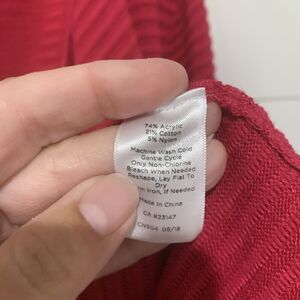 74% Acrylic
21% Cotton
5% Nylon
Machine Wash Cold
Gentle Cycle
Only Non-Chlorine
Bleach When Needed
Reshape, Lay Flat To
Dry
Iron, If Needed
Made In China
CA #23147
05/18